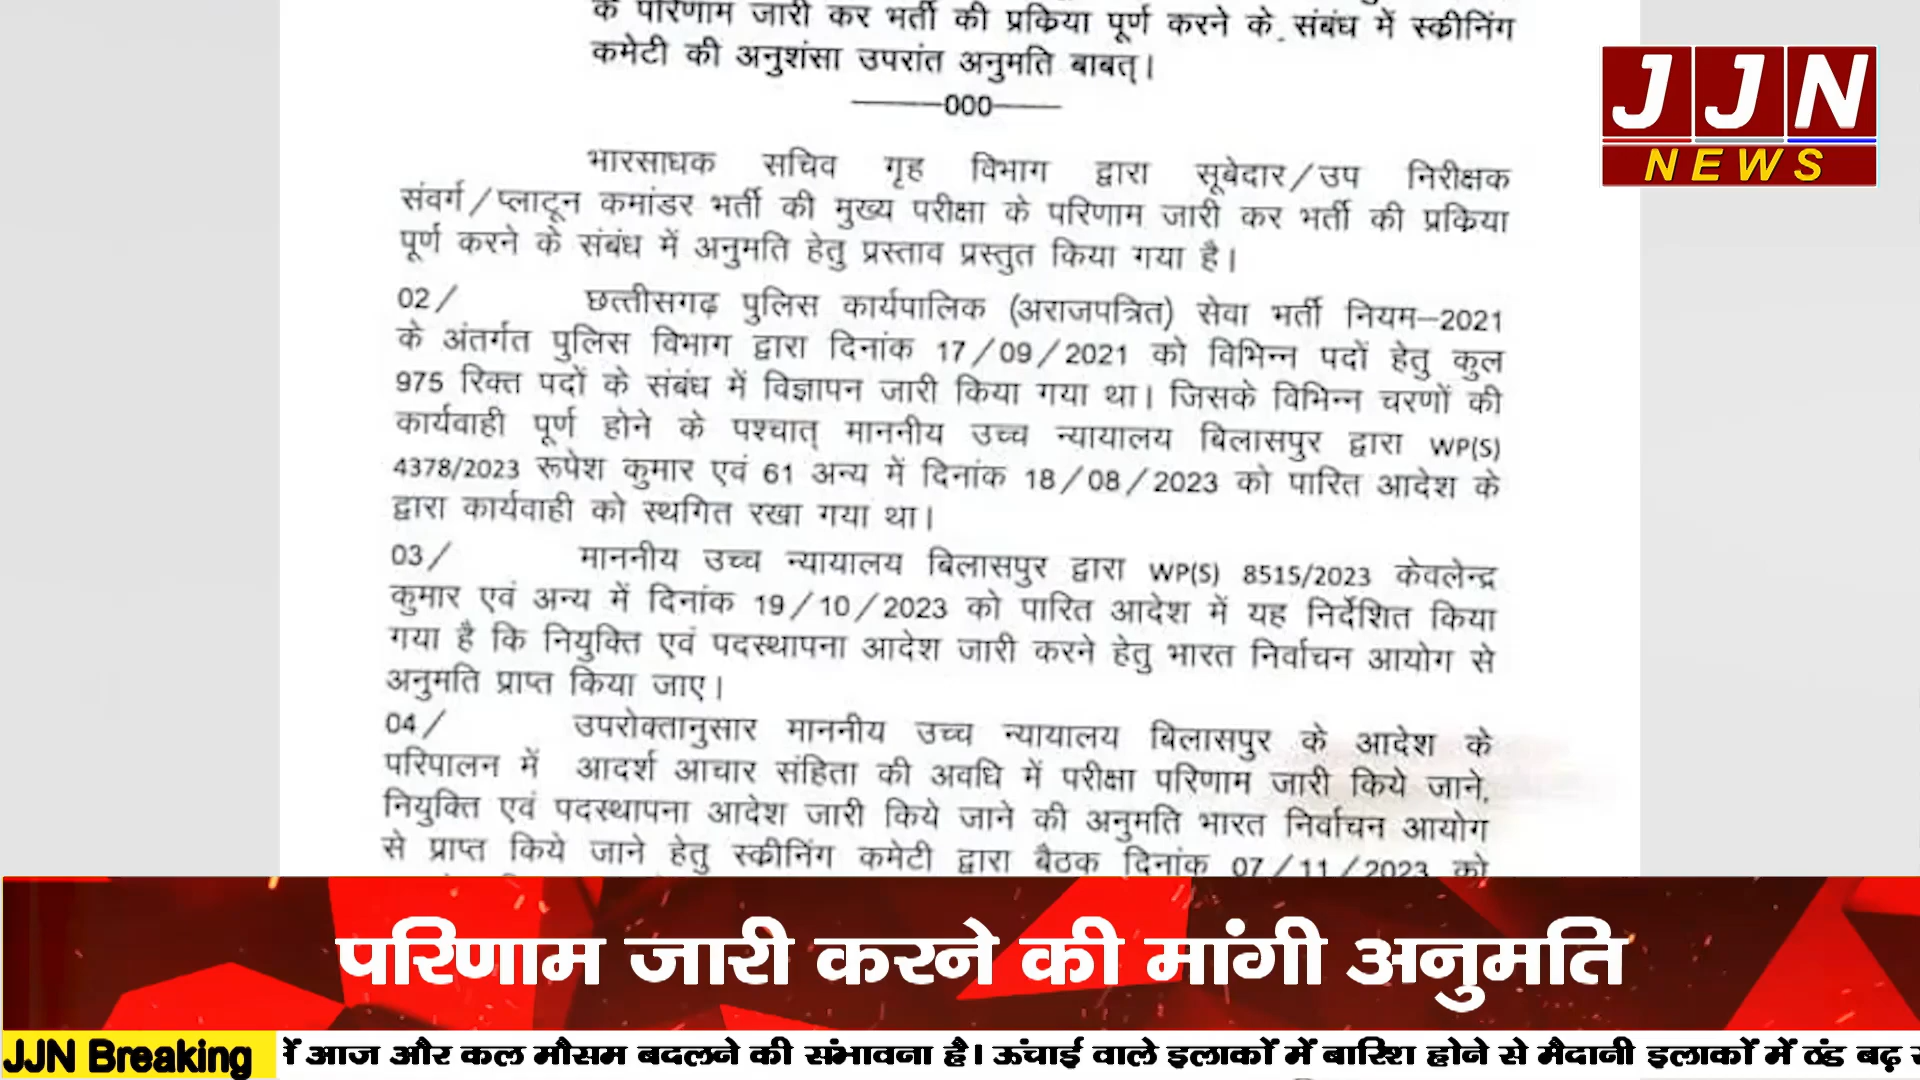 के परिणाम जारी कर भर्ती की प्रक्रिया पूर्ण करने के संबंध में स्क्रीनिंग
कमेटी की अनुशंसा उपरांत अनुमति बाबत्।
———000———
भारसाधक सचिव गृह विभाग द्वारा सूबेदार/उप निरीक्षक
संवर्ग/प्लाटून कमांडर भर्ती की मुख्य परीक्षा के परिणाम जारी कर भर्ती की प्रक्रिया
पूर्ण करने के संबंध में अनुमति हेतु प्रस्ताव प्रस्तुत किया गया है।
02/ छत्तीसगढ़ पुलिस कार्यपालिक (अराजपत्रित) सेवा भर्ती नियम–2021
के अंतर्गत पुलिस विभाग द्वारा दिनांक 17/09/2021 को विभिन्न पदों हेतु कुल
975 रिक्त पदों के संबंध में विज्ञापन जारी किया गया था। जिसके विभिन्न चरणों की
कार्यवाही पूर्ण होने के पश्चात् माननीय उच्च न्यायालय बिलासपुर द्वारा WP(S)
4378/2023 रूपेश कुमार एवं 61 अन्य में दिनांक 18/08/2023 को पारित आदेश के
द्वारा कार्यवाही को स्थगित रखा गया था।
03/ माननीय उच्च न्यायालय बिलासपुर द्वारा WP(S) 8515/2023 केवलेन्द्र
कुमार एवं अन्य में दिनांक 19/10/2023 को पारित आदेश में यह निर्देशित किया
गया है कि नियुक्ति एवं पदस्थापना आदेश जारी करने हेतु भारत निर्वाचन आयोग से
अनुमति प्राप्त किया जाए।
04/ उपरोक्तानुसार माननीय उच्च न्यायालय बिलासपुर के आदेश के
परिपालन में आदर्श आचार संहिता की अवधि में परीक्षा परिणाम जारी किये जाने,
नियुक्ति एवं पदस्थापना आदेश जारी किये जाने की अनुमति भारत निर्वाचन आयोग
से प्राप्त किये जाने हेतु स्क्रीनिंग कमेटी द्वारा बैठक दिनांक 07/11/2023 को
JJN
NEWS
परिणाम जारी करने की मांगी अनुमति
JJN Breaking
आज और कल मौसम बदलने की संभावना है। ऊंचाई वाले इलाकों में बारिश होने से मैदानी इलाकों में ठंड बढ़